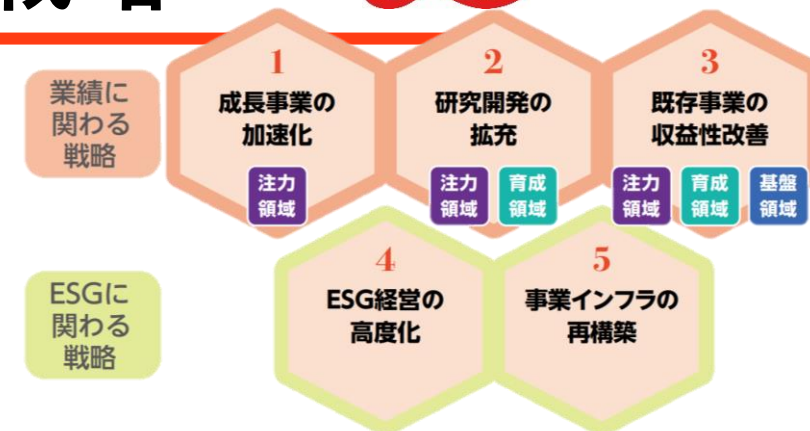 業績に
関わる
戦略
1
成長事業の
加速化
注力
領域
2
研究開発の
拡充
注力
領域
育成
領域
3
既存事業の
収益性改善
注力
領域
育成
領域
基盤
領域
ESGに
関わる
戦略
4
ESG経営の
高度化
5
事業インフラの
再構築